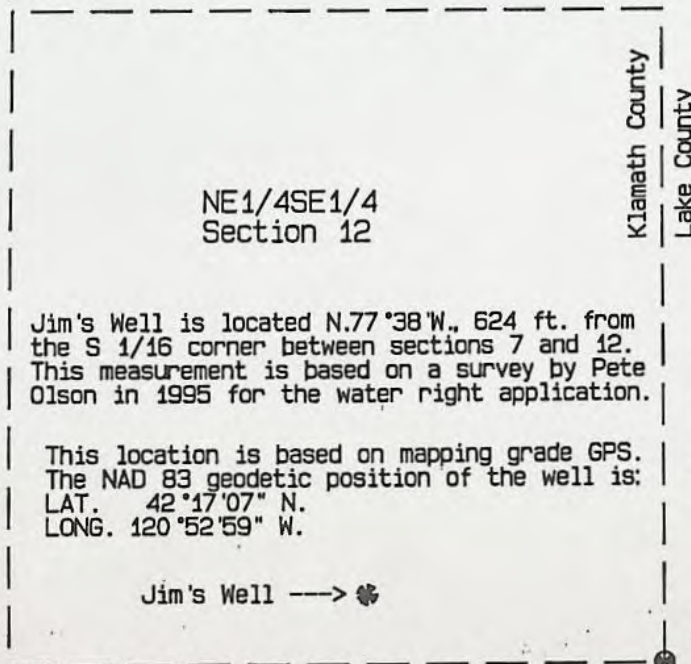 Klamath County
Lake County
NE1/4SE1/4
Section 12
Jim's Well is located N.77°38'W., 624 ft. from
the S 1/16 corner between sections 7 and 12.
This measurement is based on a survey by Pete
Olson in 1995 for the water right application.
This location is based on mapping grade GPS.
The NAD 83 geodetic position of the well is:
LAT. 42°17'07" N.
LONG. 120°52'59" W.
Jim's Well --->